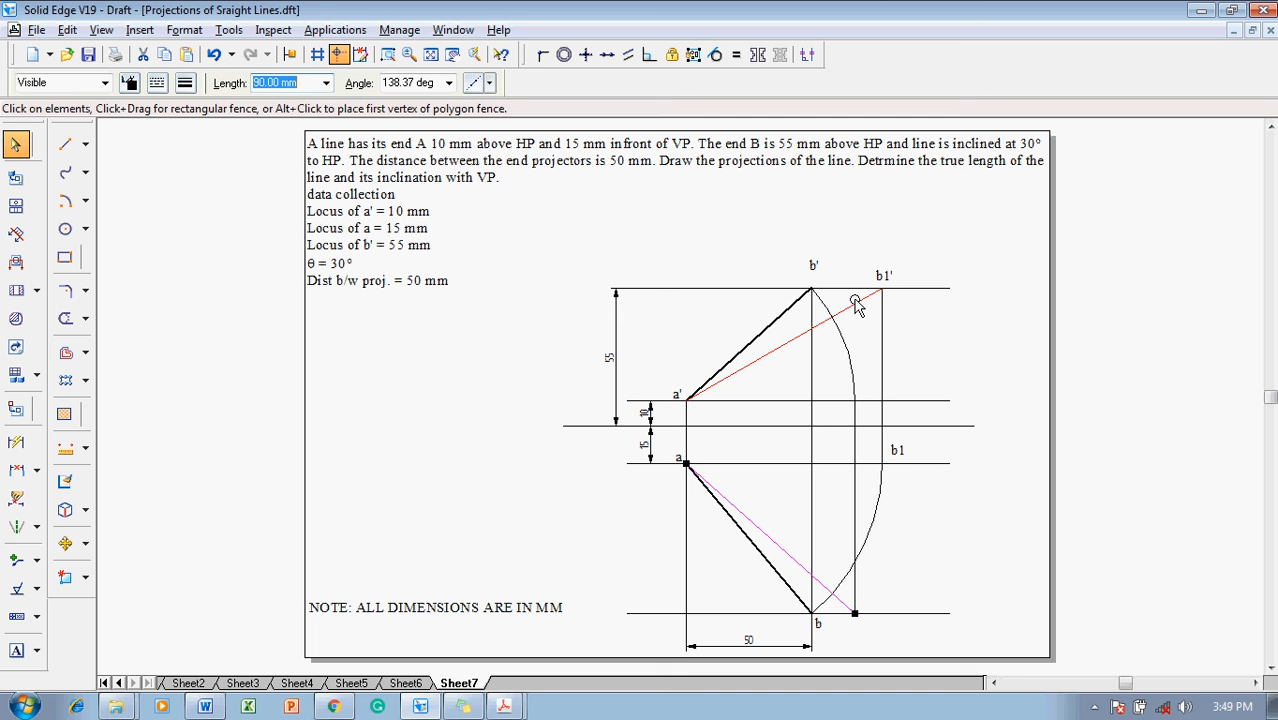 Solid Edge V19 - Draft - [Projections of Sraight Lines.dft]
File Edit View Insert Format Tools Inspect Applications Manage Window Help
Visible Length: 90.00 mm Angle: 138.37 deg
Click on elements, Click+Drag for rectangular fence, or Alt+Click to place first vertex of polygon fence.
A line has its end A 10 mm above HP and 15 mm infront of VP. The end B is 55 mm above HP and line is inclined at 30°
to HP. The distance between the end projectors is 50 mm. Draw the projections of the line. Detrmine the true length of the
line and its inclination with VP.
data collection
Locus of a' = 10 mm
Locus of a = 15 mm
Locus of b' = 55 mm
θ = 30°
Dist b/w proj. = 50 mm
b'
b1'
55
a'
10
15
b1
a
NOTE: ALL DIMENSIONS ARE IN MM
b
50
Sheet2 Sheet3 Sheet4 Sheet5 Sheet6 Sheet7
3:49 PM